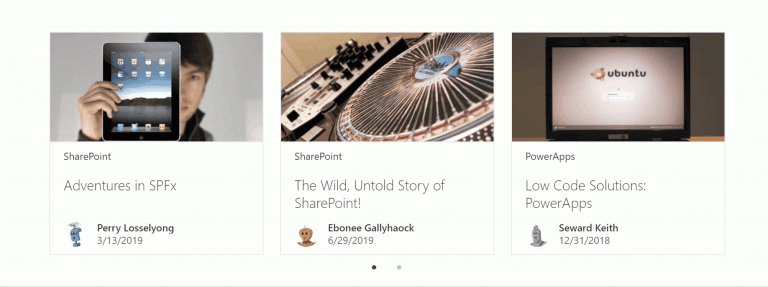 ubuntu
SharePoint
Adventures in SPFx
Perry Losselyong
3/13/2019
SharePoint
The Wild, Untold Story of
SharePoint!
Ebonee Gallyhaock
6/29/2019
PowerApps
Low Code Solutions:
PowerApps
Seward Keith
12/31/2018